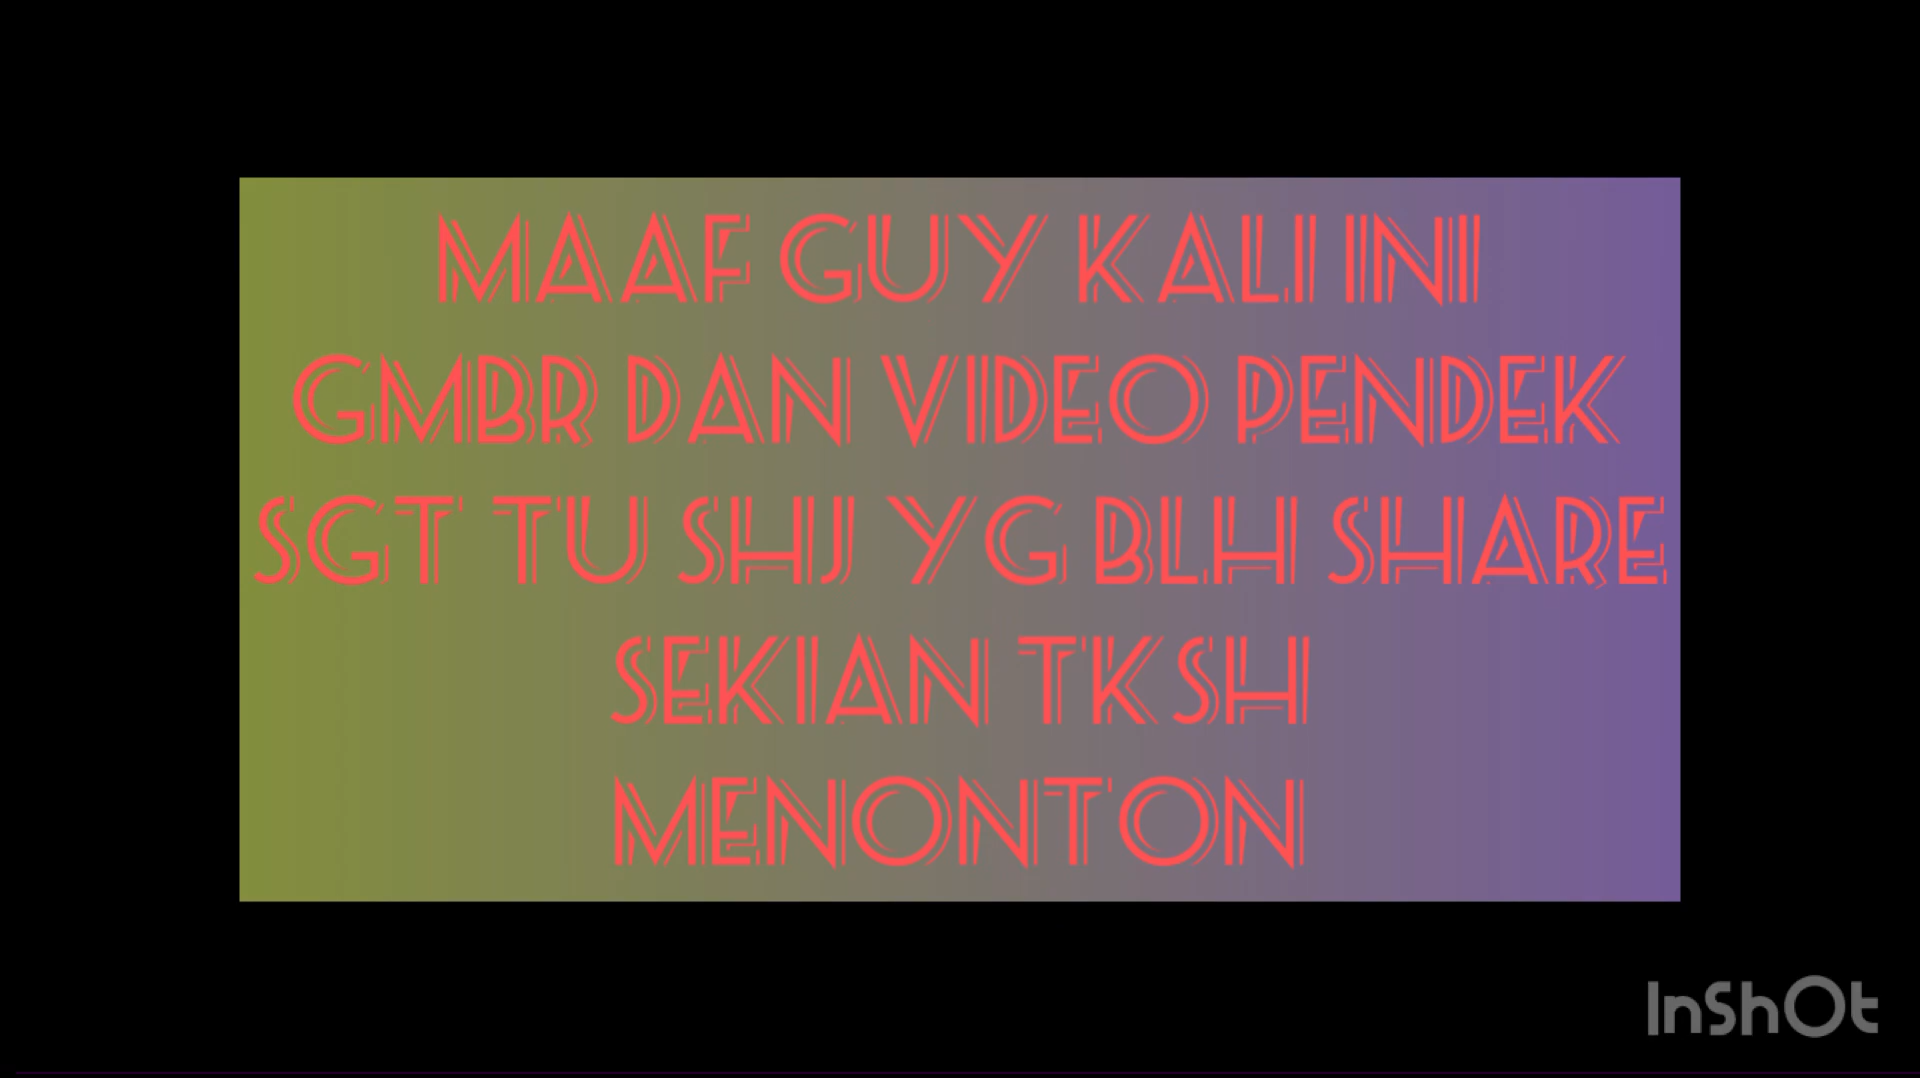 MAAF GUY KALI INI
GMBR DAN VIDEO PENDEK
SGT TU SHJ YG BLH SHARE
SEKIAN TKSH
MENONTON
InShOt